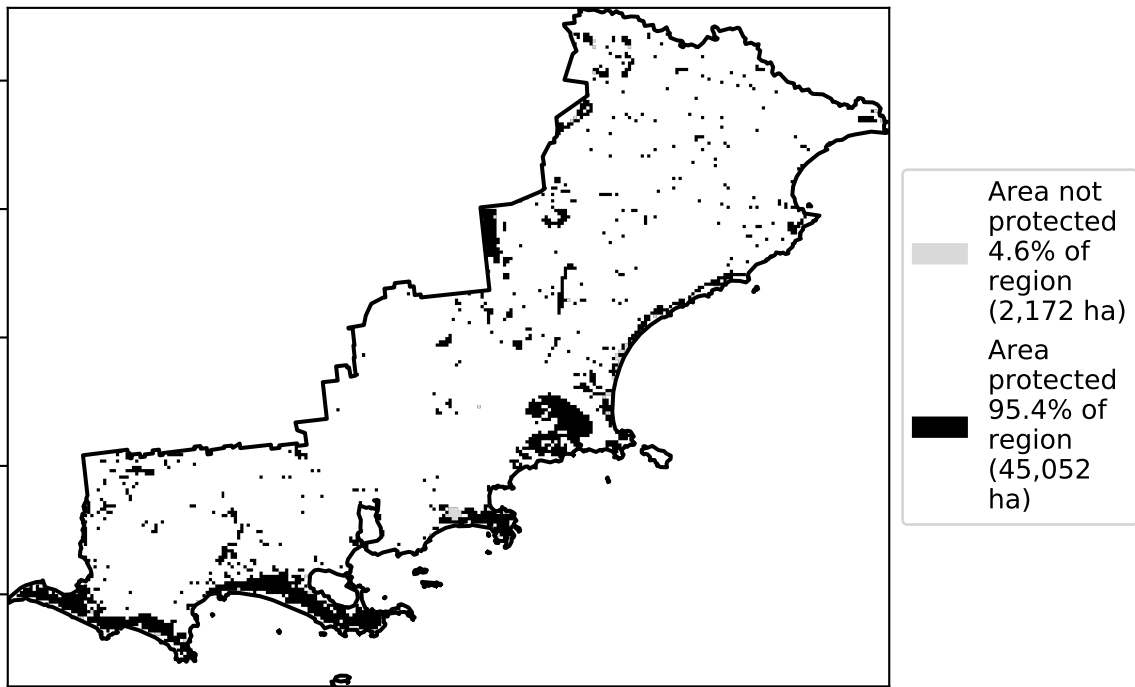 Area not
protected
4.6% of
region
(2,172 ha)
Area
protected
95.4% of
region
(45,052
ha)